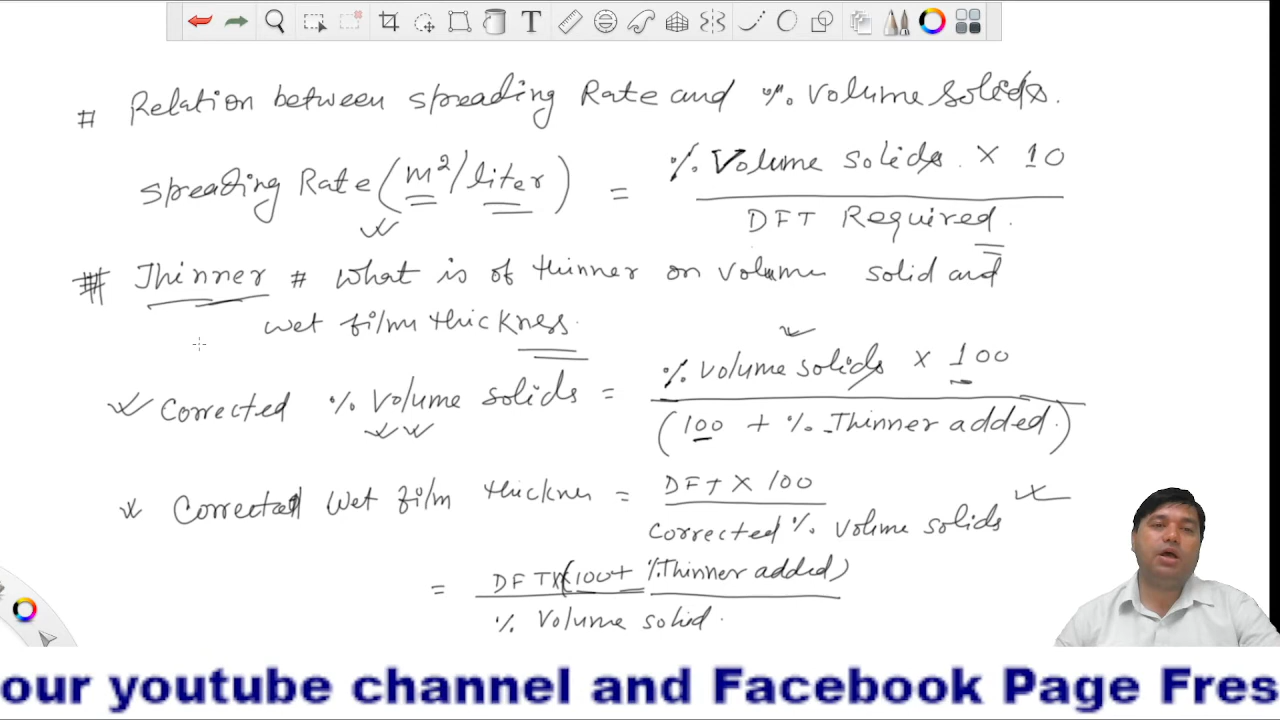 # Relation between spreading Rate and % Volume solids.
spreading Rate (m²/liter) = % Volume solids. × 10
DFT Required.
# Thinner # What is of thinner on volume solid and
wet film thickness.
Corrected % Volume solids = % volume solids × 100
(100 + % Thinner added.)
Corrected wet film = DFT × 100
corrected % volume solids
= DFT × (100+ % Thinner added)
% Volume solid.
our youtube channel and Facebook Page Fres